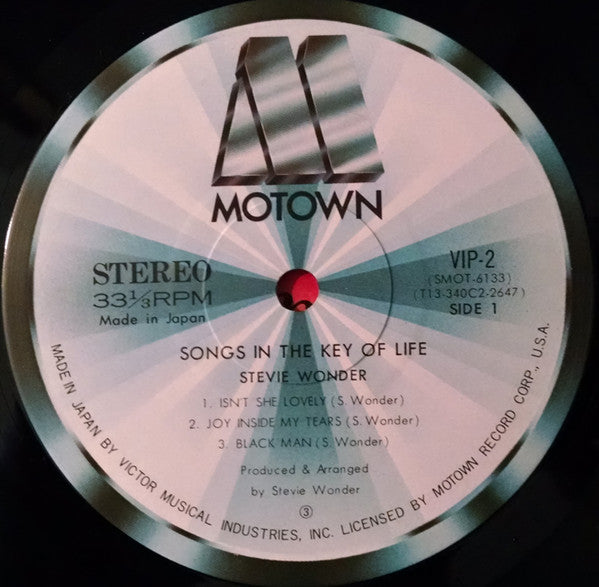 MOTOWN
STEREO
33⅓RPM
Made in Japan
VIP-2
(SMOT-6133)
(T13-340C2-2647)
SIDE 1
SONGS IN THE KEY OF LIFE
STEVIE WONDER
1. ISN'T SHE LOVELY (S. Wonder)
2. JOY INSIDE MY TEARS (S. Wonder)
3. BLACK MAN (S. Wonder)
Produced & Arranged
by Stevie Wonder
③
MADE IN JAPAN BY VICTOR MUSICAL INDUSTRIES, INC. LICENSED BY MOTOWN RECORD CORP., U.S.A.